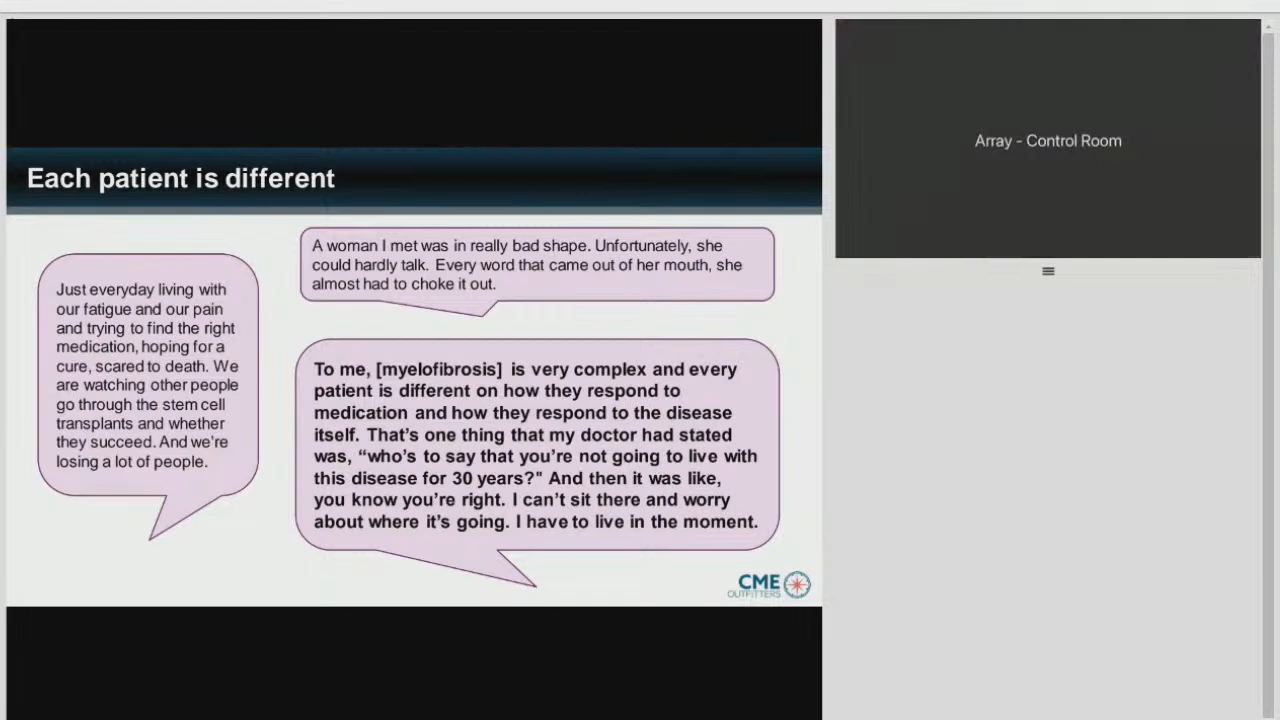 Each patient is different
Just everyday living with
our fatigue and our pain
and trying to find the right
medication, hoping for a
cure, scared to death. We
are watching other people
go through the stem cell
transplants and whether
they succeed. And we're
losing a lot of people.
A woman I met was in really bad shape. Unfortunately, she
could hardly talk. Every word that came out of her mouth, she
almost had to choke it out.
To me, [myelofibrosis] is very complex and every
patient is different on how they respond to
medication and how they respond to the disease
itself. That's one thing that my doctor had stated
was, “who's to say that you're not going to live with
this disease for 30 years?" And then it was like,
you know you're right. I can't sit there and worry
about where it's going. I have to live in the moment.
CME
OUTFITTERS
Array - Control Room